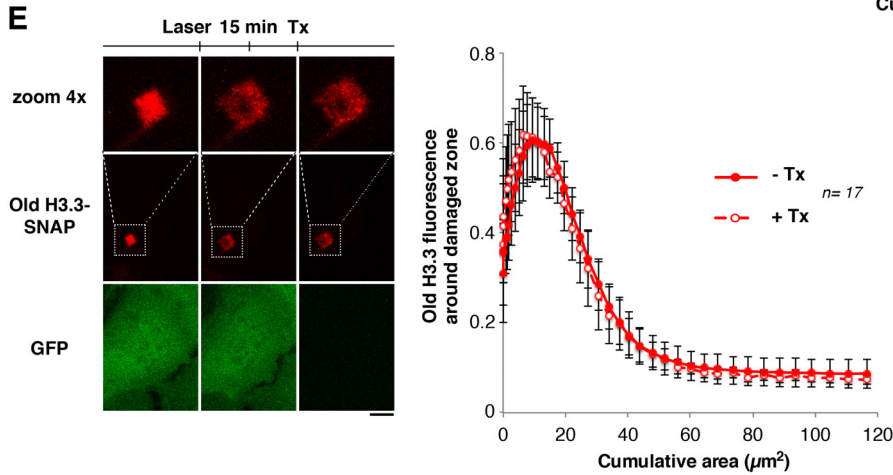 E
Cu
Laser 15 min Tx
zoom 4x
Old H3.3-
SNAP
GFP
Old H3.3 fluorescence
around damaged zone
0.8
0.6
0.4
0.2
0
0 20 40 60 80 100 120
Cumulative area (µm²)
- Tx
+ Tx
n= 17